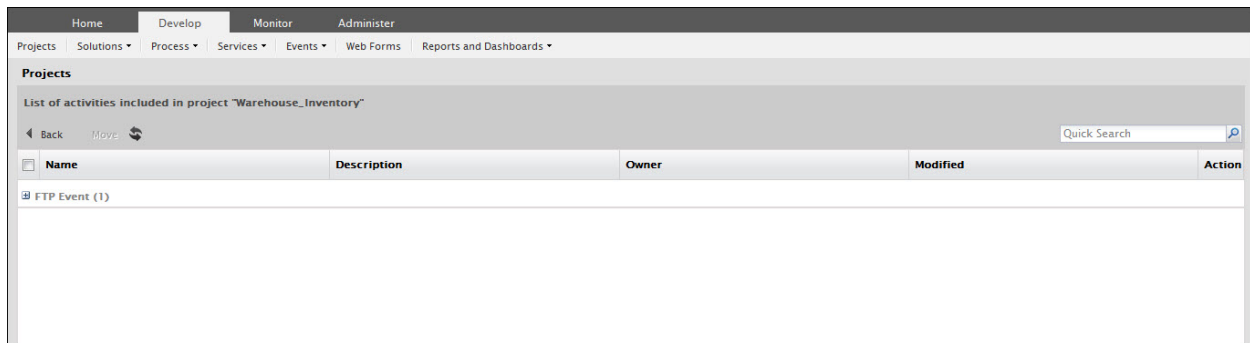 Home Develop Monitor Administer
Projects Solutions Process Services Events Web Forms Reports and Dashboards
Projects
List of activities included in project "Warehouse_Inventory"
Back Move Quick Search
Name Description Owner Modified Action
FTP Event (1)